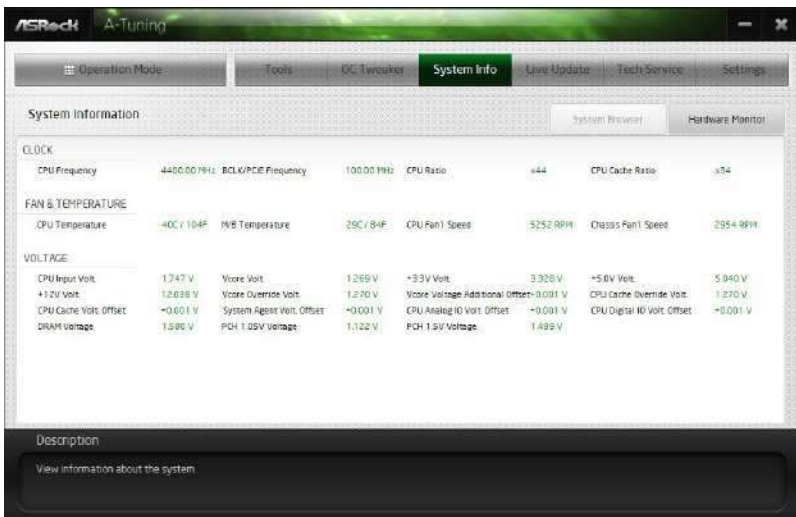 ASRock A-Tuning
Operation Mode Tools OC Tweaker System Info Live Update Tech Service Settings
System Information System Browser Hardware Monitor
CLOCK
CPU Frequency 4400.00 MHz BCLK/PCIE Frequency 100.00 MHz CPU Ratio x44 CPU Cache Ratio x34
FAN & TEMPERATURE
CPU Temperature 40C / 104F M/B Temperature 29C / 84F CPU Fan1 Speed 5252 RPM Chassis Fan1 Speed 2954 RPM
VOLTAGE
CPU Input Volt. 1.747 V Vcore Volt. 1.269 V +3.3V Volt. 3.328 V +5.0V Volt. 5.040 V
+12V Volt. 12.038 V Vcore Override Volt. 1.270 V Vcore Voltage Additional Offset +0.001 V CPU Cache Override Volt. 1.270 V
CPU Cache Volt. Offset +0.001 V System Agent Volt. Offset +0.001 V CPU Analog IO Volt. Offset +0.001 V CPU Digital IO Volt. Offset +0.001 V
DRAM Voltage PCH 1.05V Voltage 1.122 V PCH 1.5V Voltage 1.499 V
Description
View information about the system